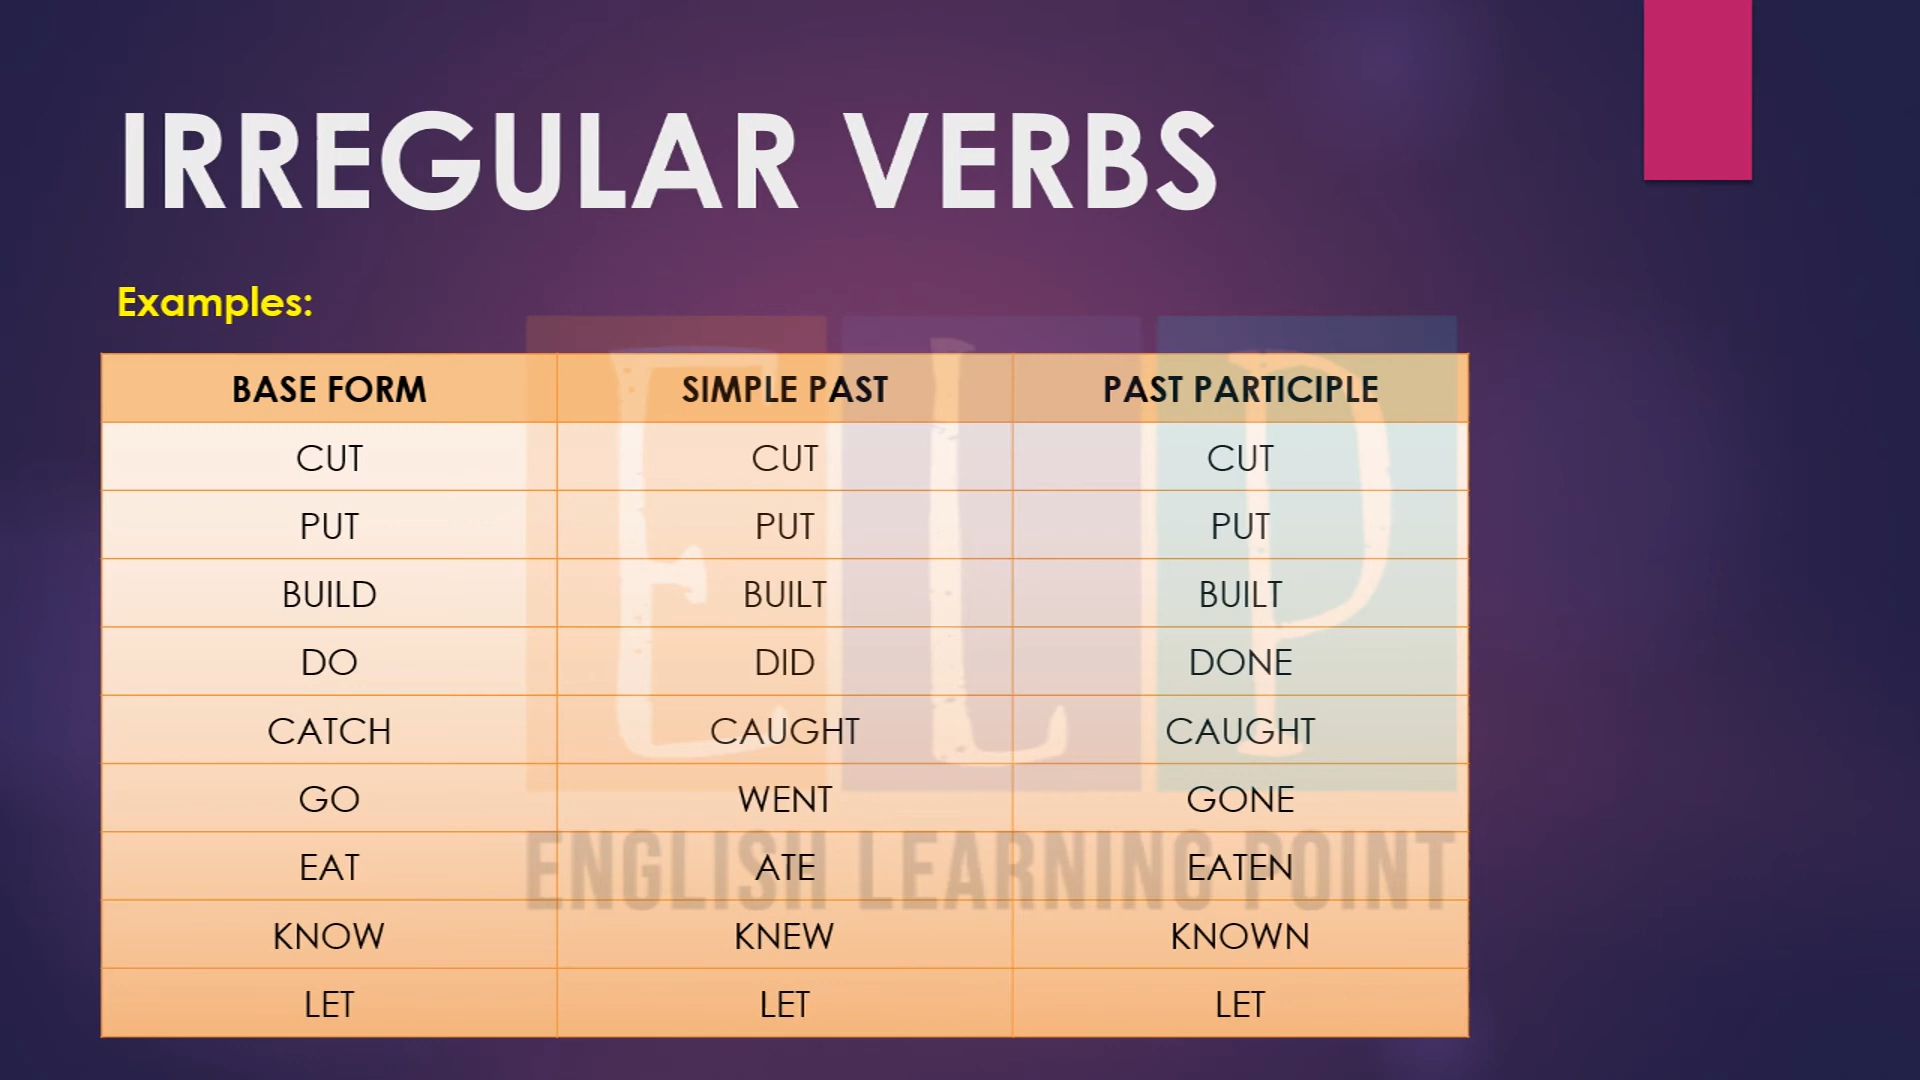 IRREGULAR VERBS
Examples:
BASE FORM SIMPLE PAST PAST PARTICIPLE
CUT CUT CUT
PUT PUT PUT
BUILD BUILT BUILT
DO DID DONE
CATCH CAUGHT CAUGHT
GO WENT GONE
EAT ATE EATEN
KNOW KNEW KNOWN
LET LET LET
ELP
ENGLISH LEARNING POINT